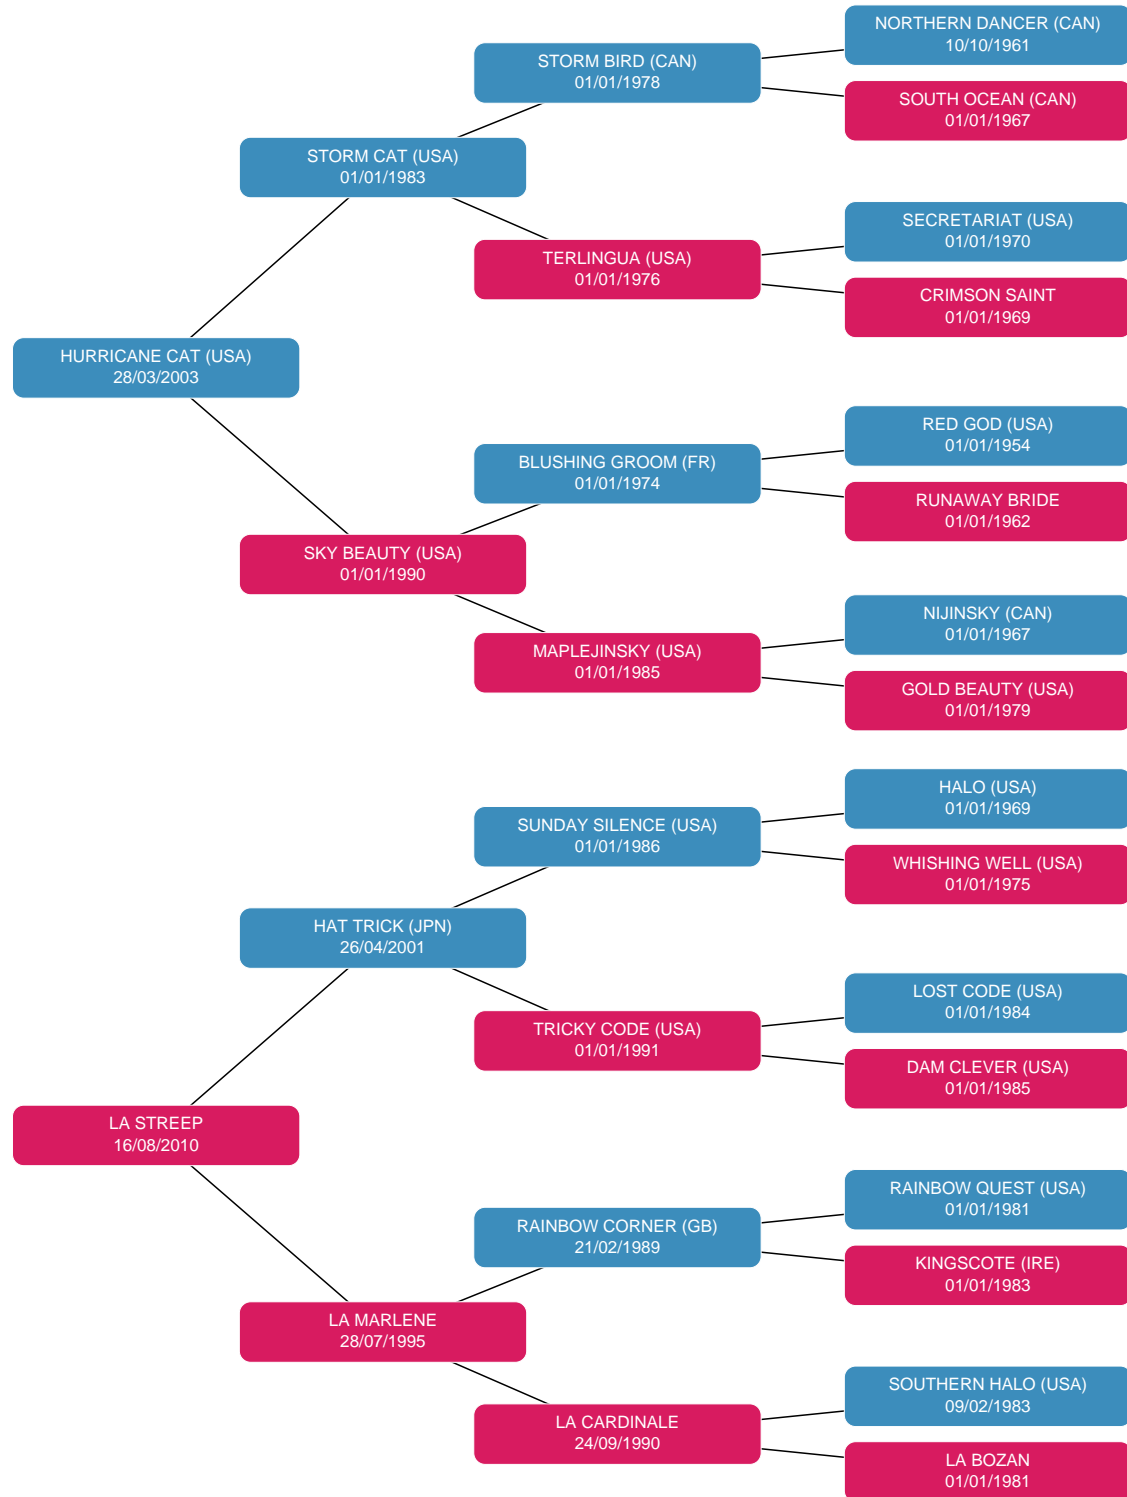 NORTHERN DANCER (CAN)
10/10/1961
STORM BIRD (CAN)
01/01/1978
SOUTH OCEAN (CAN)
01/01/1967
STORM CAT (USA)
01/01/1983
SECRETARIAT (USA)
01/01/1970
TERLINGUA (USA)
01/01/1976
CRIMSON SAINT
01/01/1969
HURRICANE CAT (USA)
28/03/2003
RED GOD (USA)
01/01/1954
BLUSHING GROOM (FR)
01/01/1974
RUNAWAY BRIDE
01/01/1962
SKY BEAUTY (USA)
01/01/1990
NIJINSKY (CAN)
01/01/1967
MAPLEJINSKY (USA)
01/01/1985
GOLD BEAUTY (USA)
01/01/1979
HALO (USA)
01/01/1969
SUNDAY SILENCE (USA)
01/01/1986
WHISHING WELL (USA)
01/01/1975
HAT TRICK (JPN)
26/04/2001
LOST CODE (USA)
01/01/1984
TRICKY CODE (USA)
01/01/1991
DAM CLEVER (USA)
01/01/1985
LA STREEP
16/08/2010
RAINBOW QUEST (USA)
01/01/1981
RAINBOW CORNER (GB)
21/02/1989
KINGSCOTE (IRE)
01/01/1983
LA MARLENE
28/07/1995
SOUTHERN HALO (USA)
09/02/1983
LA CARDINALE
24/09/1990
LA BOZAN
01/01/1981